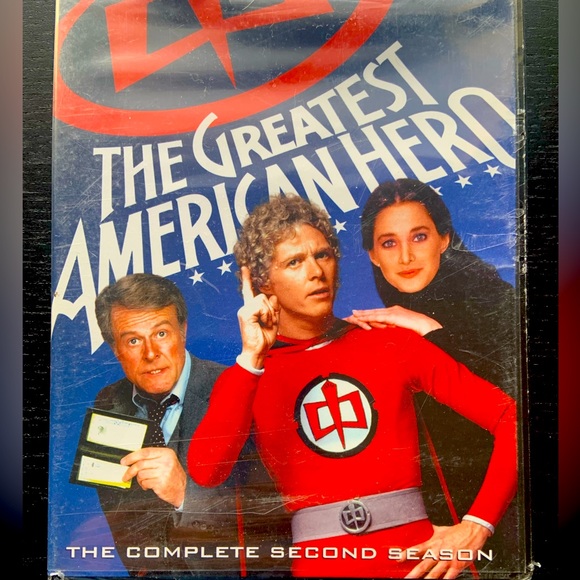 THE GREATEST
AMERICAN HERO
THE COMPLETE SECOND SEASON